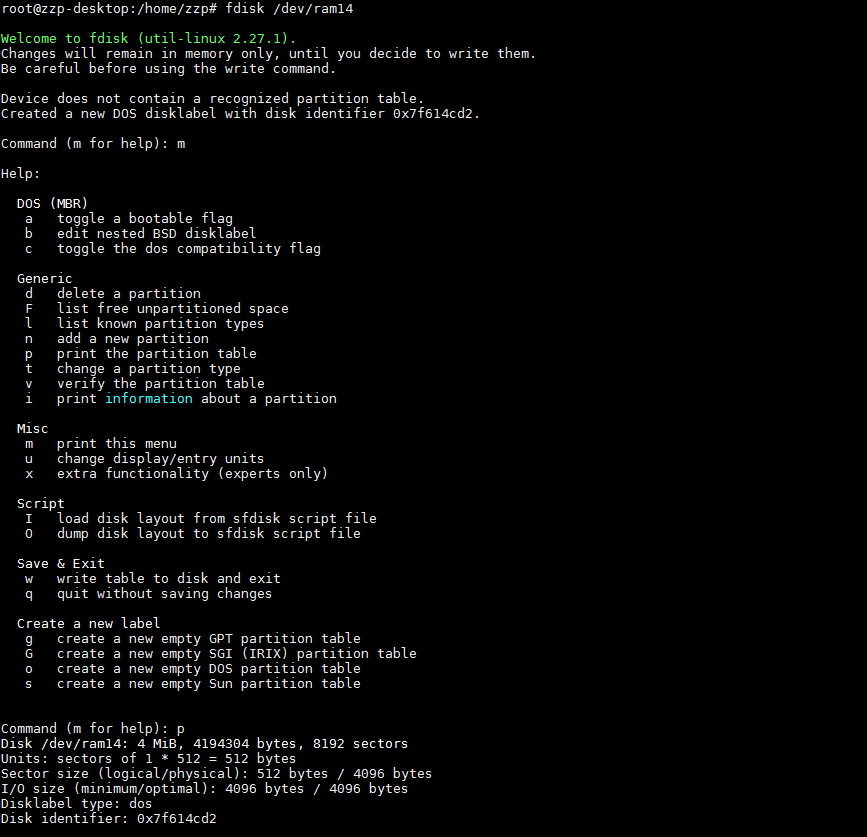 root@zzp-desktop:/home/zzp# fdisk /dev/ram14
Welcome to fdisk (util-linux 2.27.1).
Changes will remain in memory only, until you decide to write them.
Be careful before using the write command.
Device does not contain a recognized partition table.
Created a new DOS disklabel with disk identifier 0x7f614cd2.
Command (m for help): m
Help:
DOS (MBR)
a   toggle a bootable flag
b   edit nested BSD disklabel
c   toggle the dos compatibility flag
Generic
d   delete a partition
F   list free unpartitioned space
l   list known partition types
n   add a new partition
p   print the partition table
t   change a partition type
v   verify the partition table
i   print information about a partition
Misc
m   print this menu
u   change display/entry units
x   extra functionality (experts only)
Script
I   load disk layout from sfdisk script file
O   dump disk layout to sfdisk script file
Save & Exit
w   write table to disk and exit
q   quit without saving changes
Create a new label
g   create a new empty GPT partition table
G   create a new empty SGI (IRIX) partition table
o   create a new empty DOS partition table
s   create a new empty Sun partition table
Command (m for help): p
Disk /dev/ram14: 4 MiB, 4194304 bytes, 8192 sectors
Units: sectors of 1 * 512 = 512 bytes
Sector size (logical/physical): 512 bytes / 4096 bytes
I/O size (minimum/optimal): 4096 bytes / 4096 bytes
Disklabel type: dos
Disk identifier: 0x7f614cd2